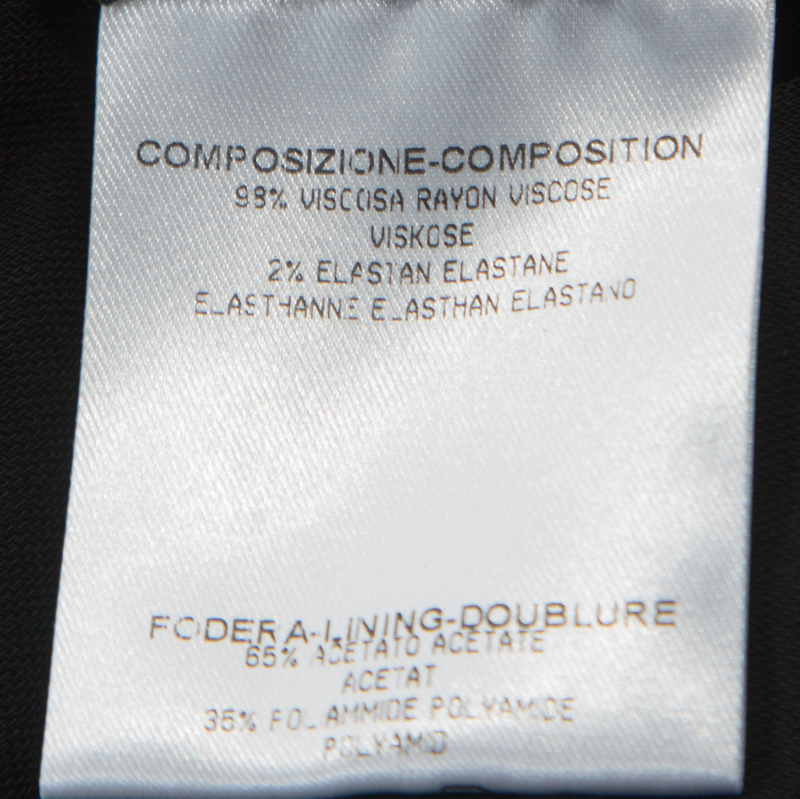 COMPOSIZIONE-COMPOSITION
98% VISCOSA RAYON VISCOSE
VISKOSE
2% ELASTAN ELASTANE
ELASTHANNE ELASTHAN ELASTANO
FODERA-LINING-DOUBLURE
65% ACETATO ACETATE
ACETAT
35% POLAMMIDE POLYAMIDE
POLYAMID